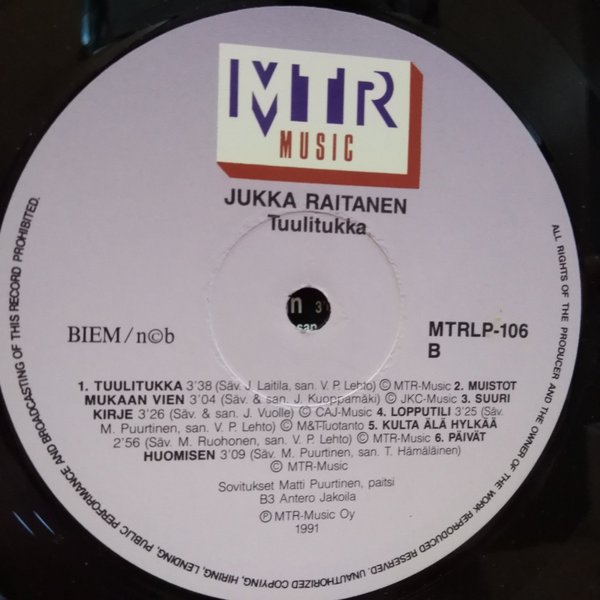 MTR
MUSIC
JUKKA RAITANEN
Tuulitukka
BIEM/n©b
MTRLP-106
B
1. TUULITUKKA 3'38 (Säv. J. Laitila, san. V. P. Lehto) © MTR-Music 2. MUISTOT
MUKAAN VIEN 3'04 (Säv. & san. J. Kuoppamäki) © JKC-Music 3. SUURI
KIRJE 3'26 (Säv. & san. J. Vuolle) © CAJ-Music 4. LOPPUTILI 3'25 (Säv.
M. Puurtinen, san. V. P. Lehto) © M&T-tuotanto 5. KULTA ÄLÄ HYLKÄÄ
2'56 (Säv. M. Ruohonen, san. V. P. Lehto) © MTR-Music 6. PÄIVÄT
HUOMISEN 3'09 (Säv. M. Puurtinen, san. T. Hämäläinen)
© MTR-Music
Sovitukset Matti Puurtinen, paitsi
B3 Antero Jakoila
℗ MTR-Music Oy
1991
ALL RIGHTS OF THE PRODUCER AND THE OWNER OF THE WORK REPRODUCED RESERVED. UNAUTHORIZED COPYING, HIRING, LENDING, PUBLIC PERFORMANCE AND BROADCASTING OF THIS RECORD PROHIBITED.